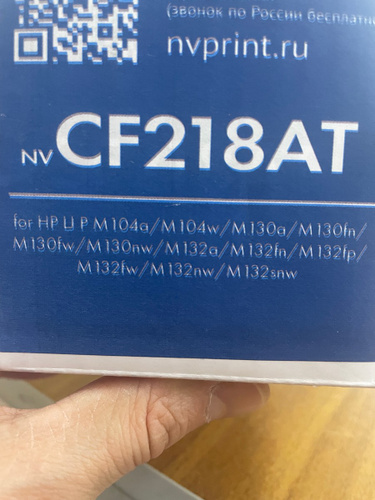 (звонок по России бесплатн
nvprint.ru
NV CF218AT
for HP LJ P M104a/M104w/M130a/M130fn/
M130fw/M130nw/M132a/M132fn/M132fp/
M132fw/M132nw/M132snw